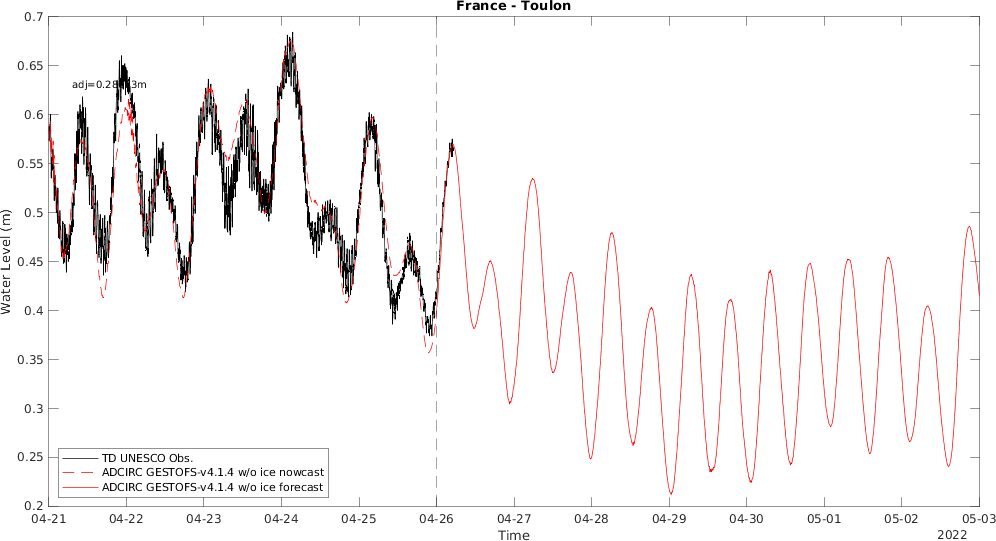 France - Toulon
0.7
0.65
0.6
0.55
0.5
0.45
0.4
0.35
0.3
0.25
0.2
Water Level (m)
TD UNESCO Obs.
ADCIRC GESTOFS-v4.1.4 w/o ice nowcast
ADCIRC GESTOFS-v4.1.4 w/o ice forecast
04-21 04-22 04-23 04-24 04-25 04-26 04-27 04-28 04-29 04-30 05-01 05-02 05-03
Time
2022